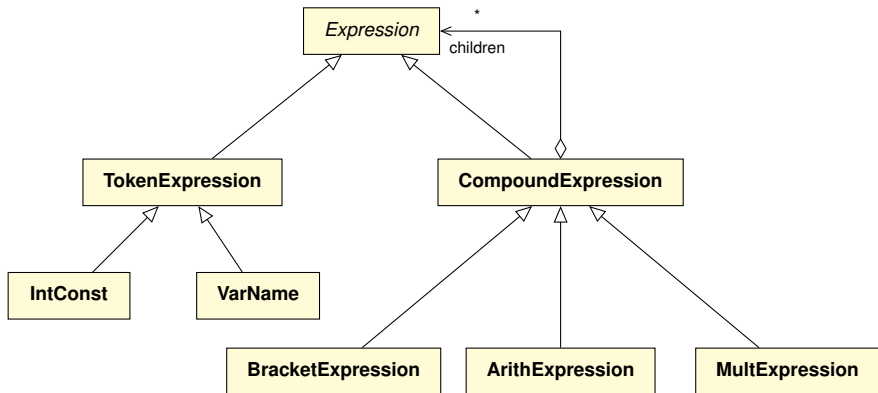 *
Expression
children
TokenExpression
CompoundExpression
IntConst
VarName
BracketExpression
ArithExpression
MultExpression